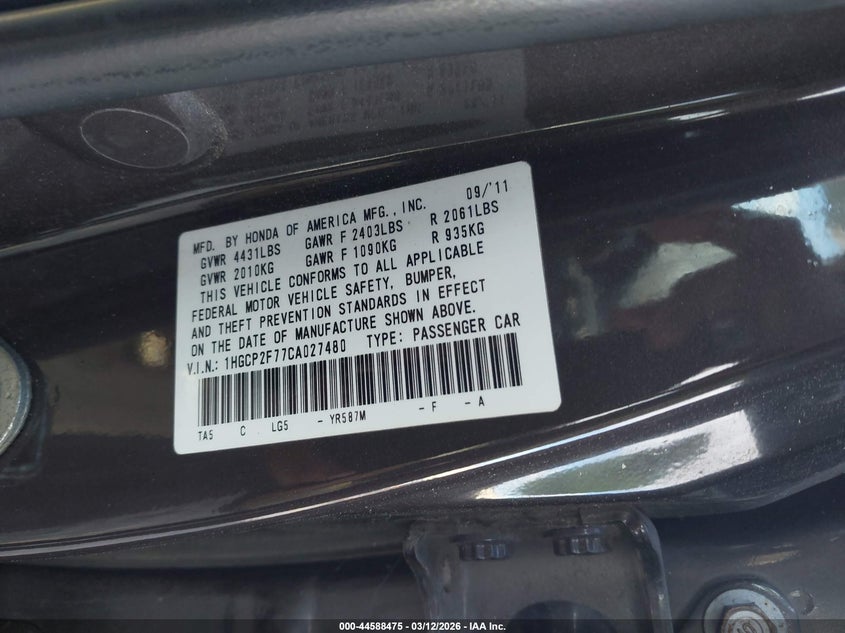 MFD. BY HONDA OF AMERICA MFG., INC. 09/'11
GVWR 4431LBS GAWR F 2403LBS R 2061LBS
GVWR 2010KG GAWR F 1090KG R 935KG
THIS VEHICLE CONFORMS TO ALL APPLICABLE
FEDERAL MOTOR VEHICLE SAFETY, BUMPER,
AND THEFT PREVENTION STANDARDS IN EFFECT
ON THE DATE OF MANUFACTURE SHOWN ABOVE.
V.I.N.: 1HGCP2F77CA027480 TYPE: PASSENGER CAR
TA5 C LG5 - YR587M - F - A
000-44588475 - 03/12/2026 - IAA Inc.